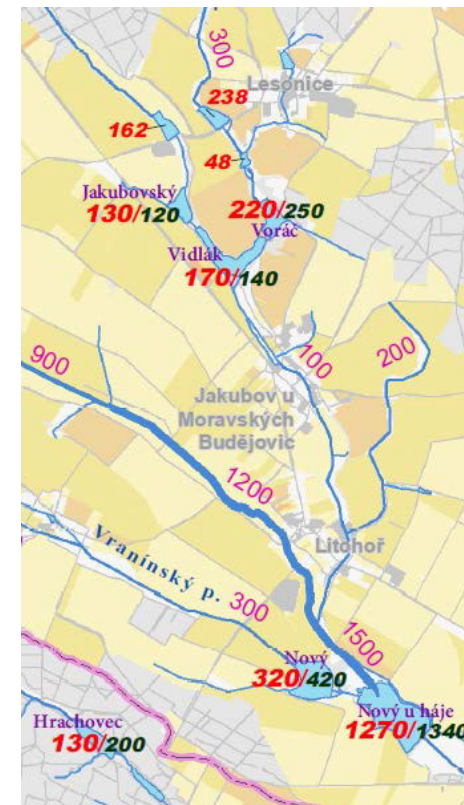 300
Lesonice
238
162
48
Jakubovský
130/120
220/250
Voráč
Vidlák
170/140
900
100
200
Jakubov u
Moravských
Budějovic
1200
Litohoř
Vranínský p.
300
1500
Nový
320/420
Nový u háje
1270/1340
Hrachovec
130/200